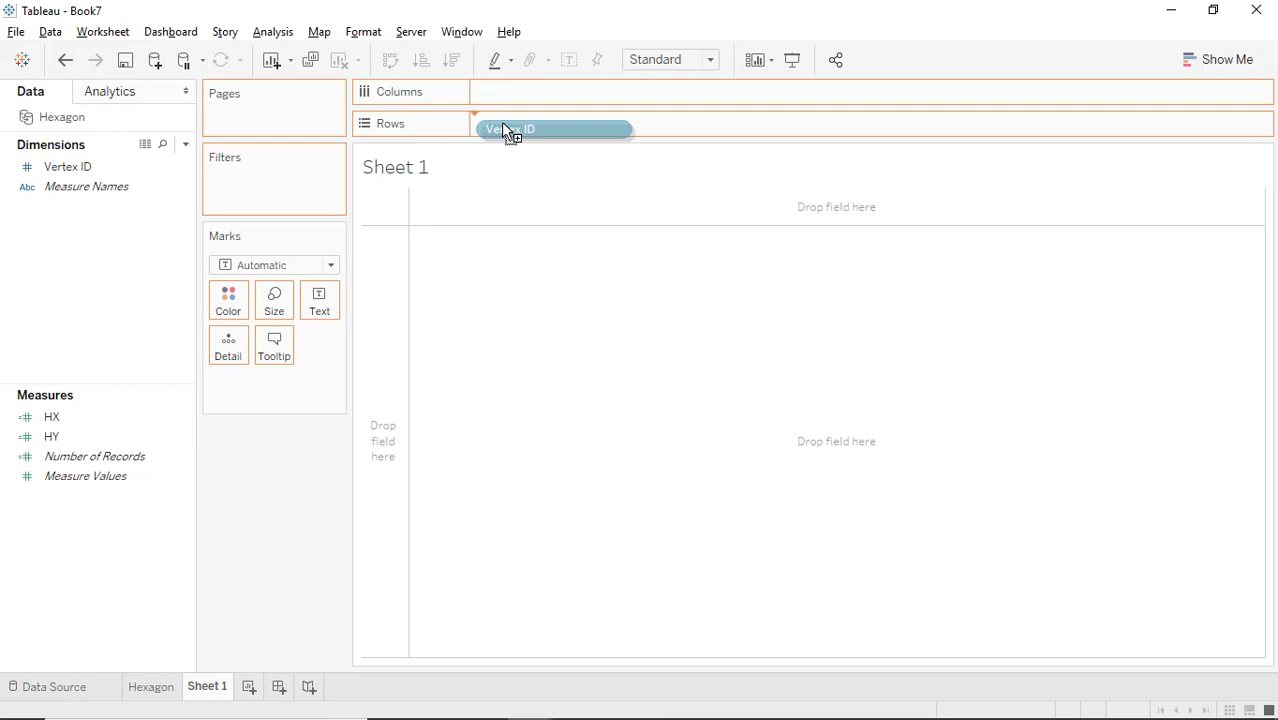 Tableau - Book7
File Data Worksheet Dashboard Story Analysis Map Format Server Window Help
Standard
Show Me
Data Analytics
Hexagon
Dimensions
Vertex ID
Abc Measure Names
Measures
HX
HY
Number of Records
Measure Values
Pages
Filters
Marks
Automatic
Color Size Text
Detail Tooltip
Columns
Rows
Vertex ID
Sheet 1
Drop field here
Drop
field
here
Drop field here
Data Source Hexagon Sheet 1